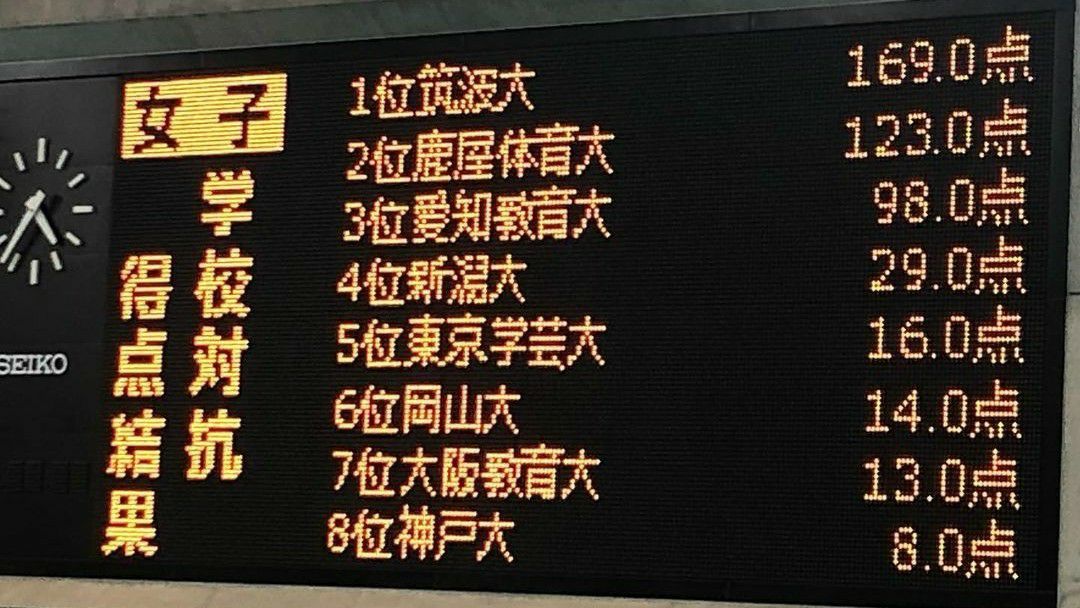 女子
学校対抗
得点結果
1位筑波大 169.0点
2位鹿屋体育大 123.0点
3位愛知教育大 98.0点
4位新潟大 29.0点
5位東京学芸大 16.0点
6位岡山大 14.0点
7位大阪教育大 13.0点
8位神戸大 8.0点
SEIKO